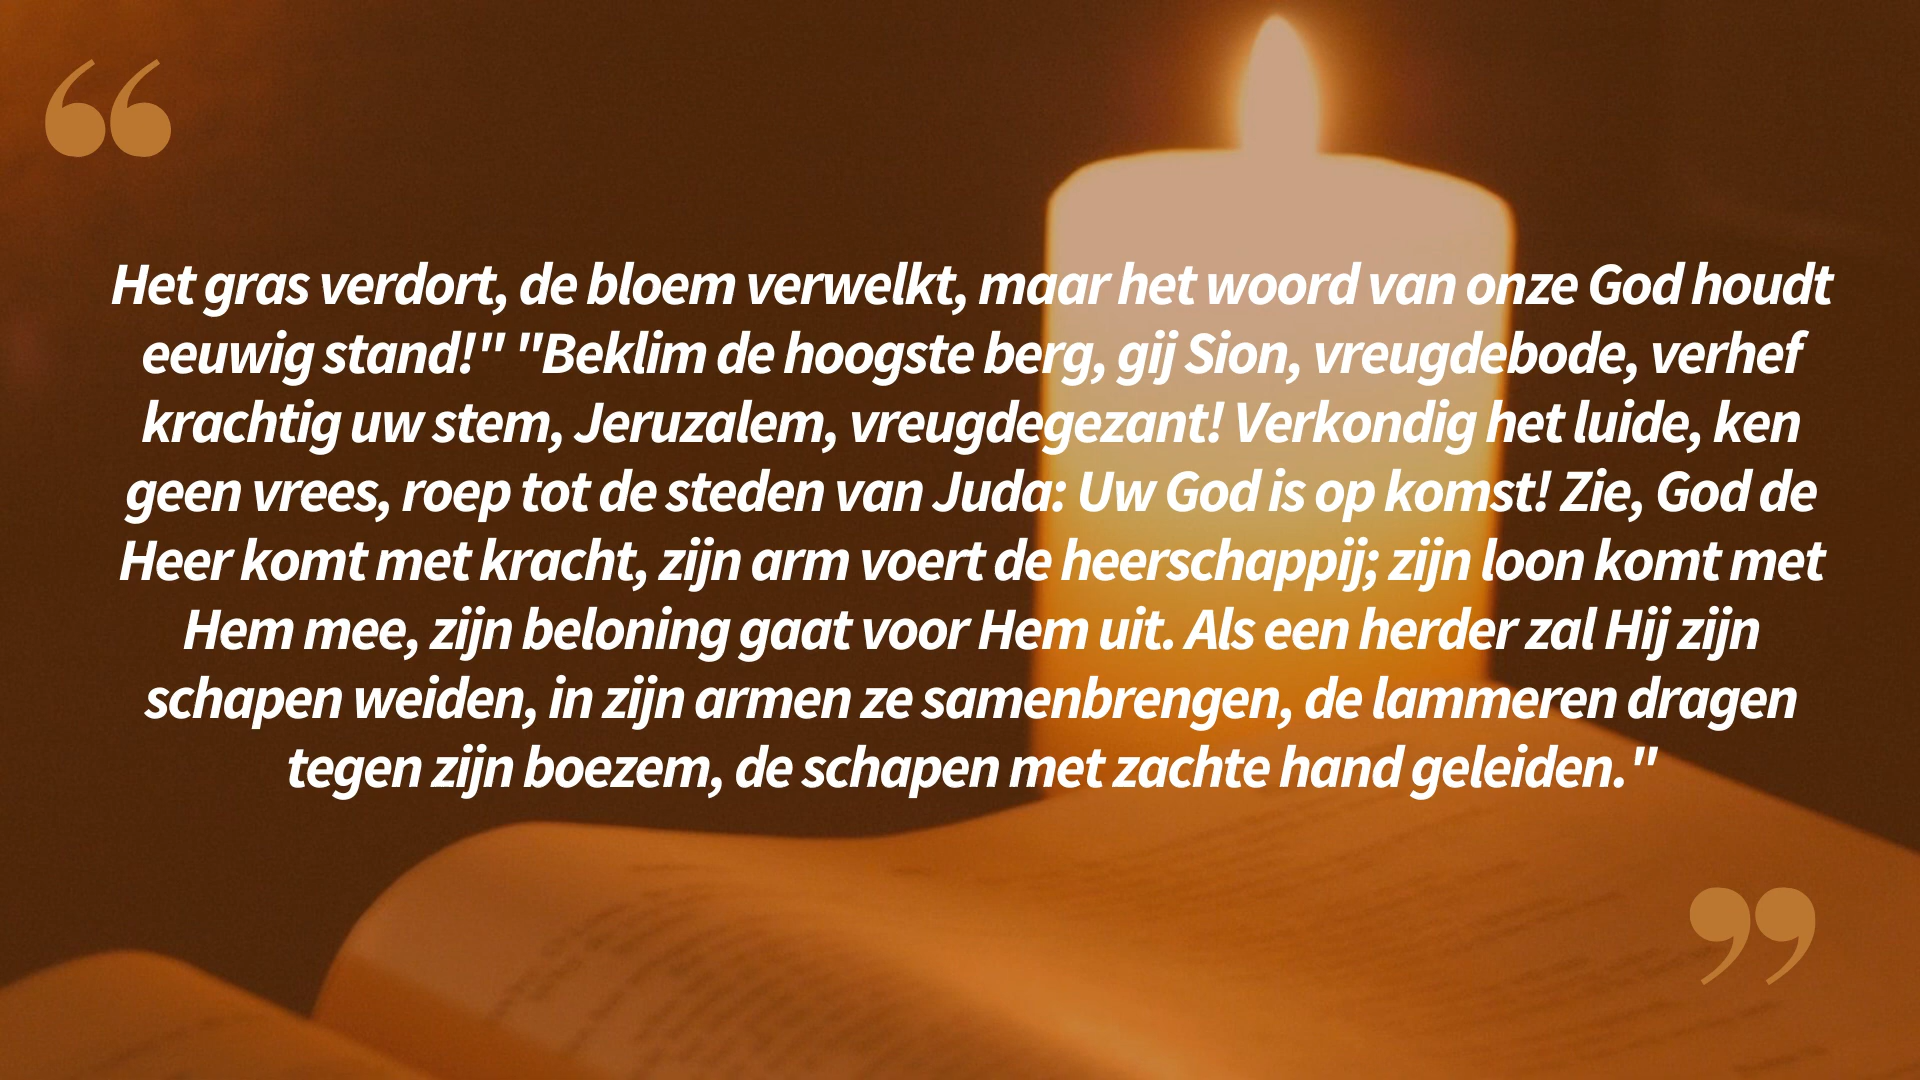 “
Het gras verdort, de bloem verwelkt, maar het woord van onze God houdt
eeuwig stand!" "Beklim de hoogste berg, gij Sion, vreugdebode, verhef
krachtig uw stem, Jeruzalem, vreugdegezant! Verkondig het luide, ken
geen vrees, roep tot de steden van Juda: Uw God is op komst! Zie, God de
Heer komt met kracht, zijn arm voert de heerschappij; zijn loon komt met
Hem mee, zijn beloning gaat voor Hem uit. Als een herder zal Hij zijn
schapen weiden, in zijn armen ze samenbrengen, de lammeren dragen
tegen zijn boezem, de schapen met zachte hand geleiden."
”